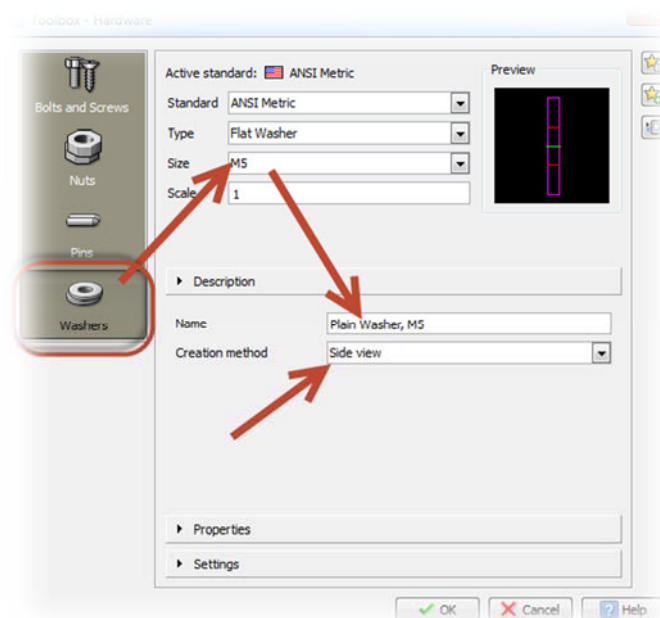 Toolbox - Hardware
Bolts and Screws
Nuts
Pins
Washers
Active standard: ANSI Metric
Standard ANSI Metric
Type Flat Washer
Size M5
Scale 1
Preview
Description
Name Plain Washer, M5
Creation method Side view
Properties
Settings
OK Cancel Help